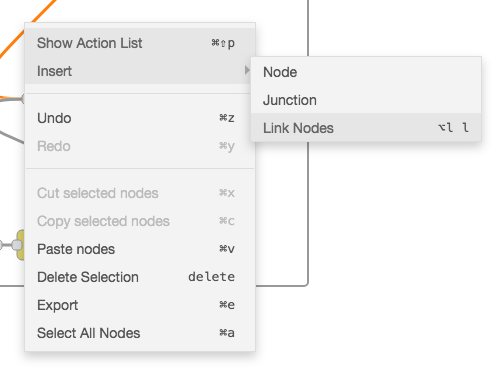 Show Action List ⌘⇧p
Insert
Node
Junction
Link Nodes ⌥l l
Undo ⌘z
Redo ⌘y
Cut selected nodes ⌘x
Copy selected nodes ⌘c
Paste nodes ⌘v
Delete Selection delete
Export ⌘e
Select All Nodes ⌘a